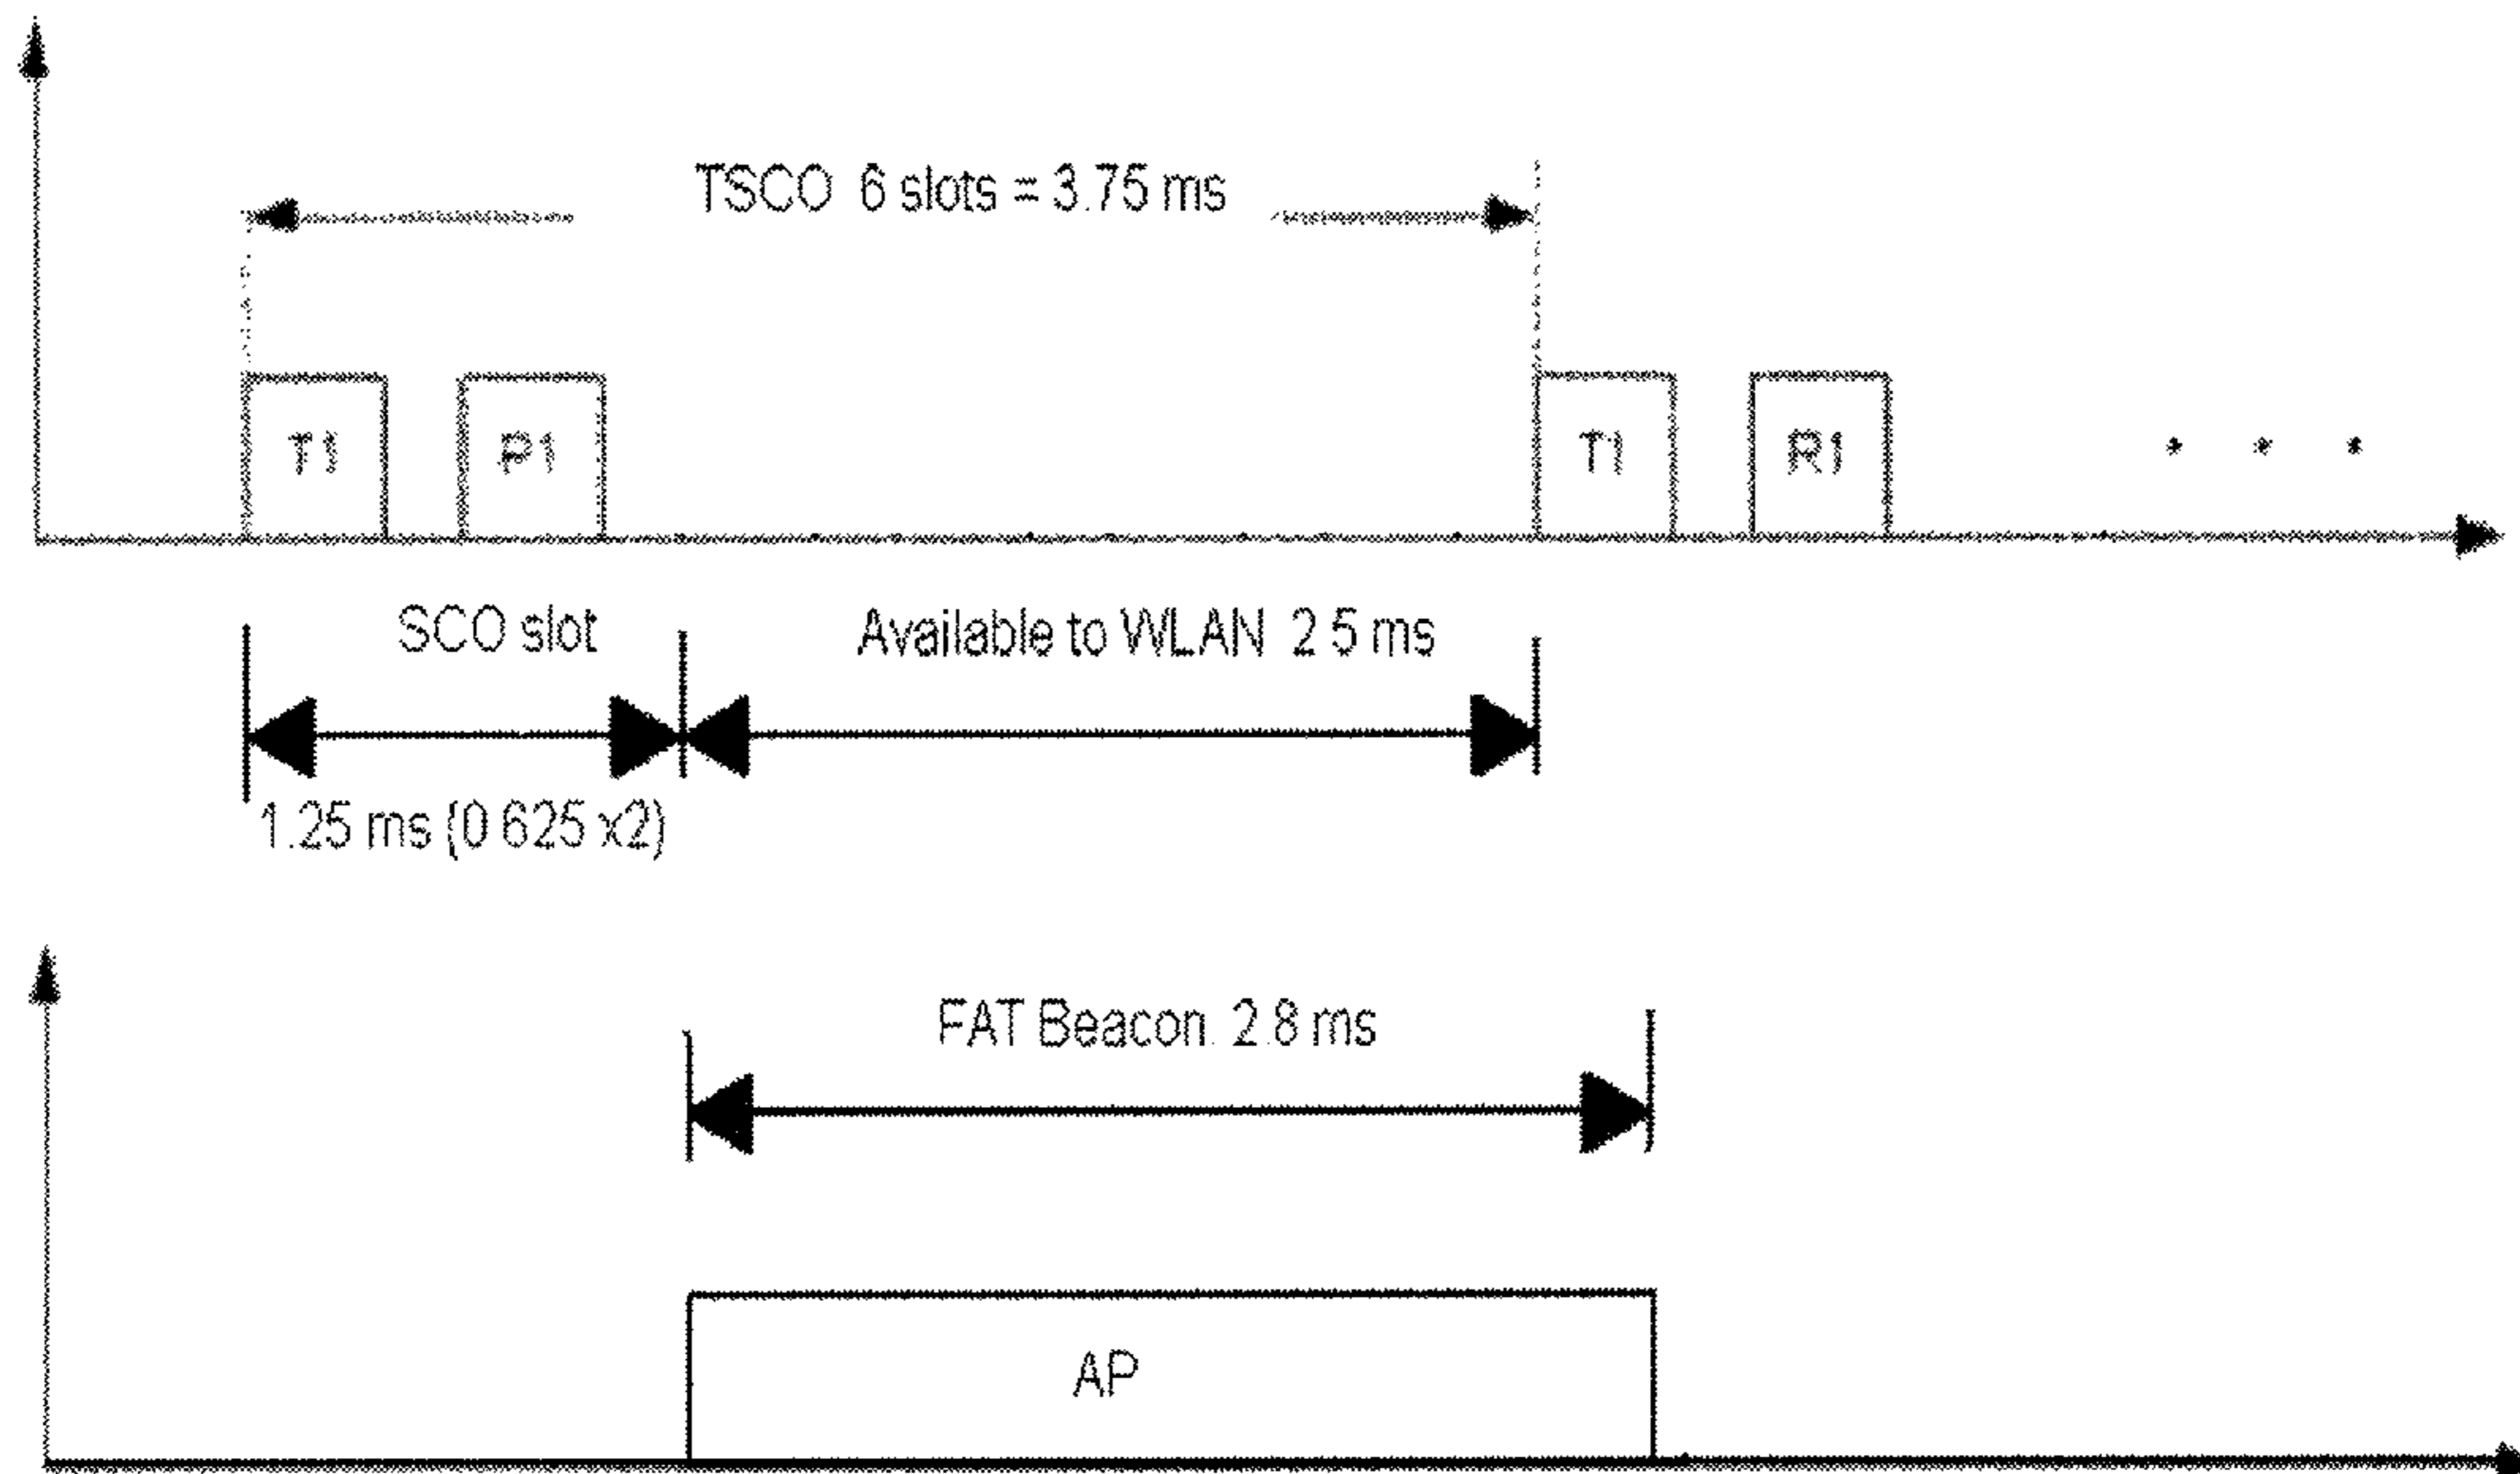 TSCO 6 slots = 3.75 ms
T1 P1 T1 R1
SCO slot Available to WLAN 2 5 ms
1.25 ms (0 625 x2)
FAT Beacon. 2.8 ms
AP